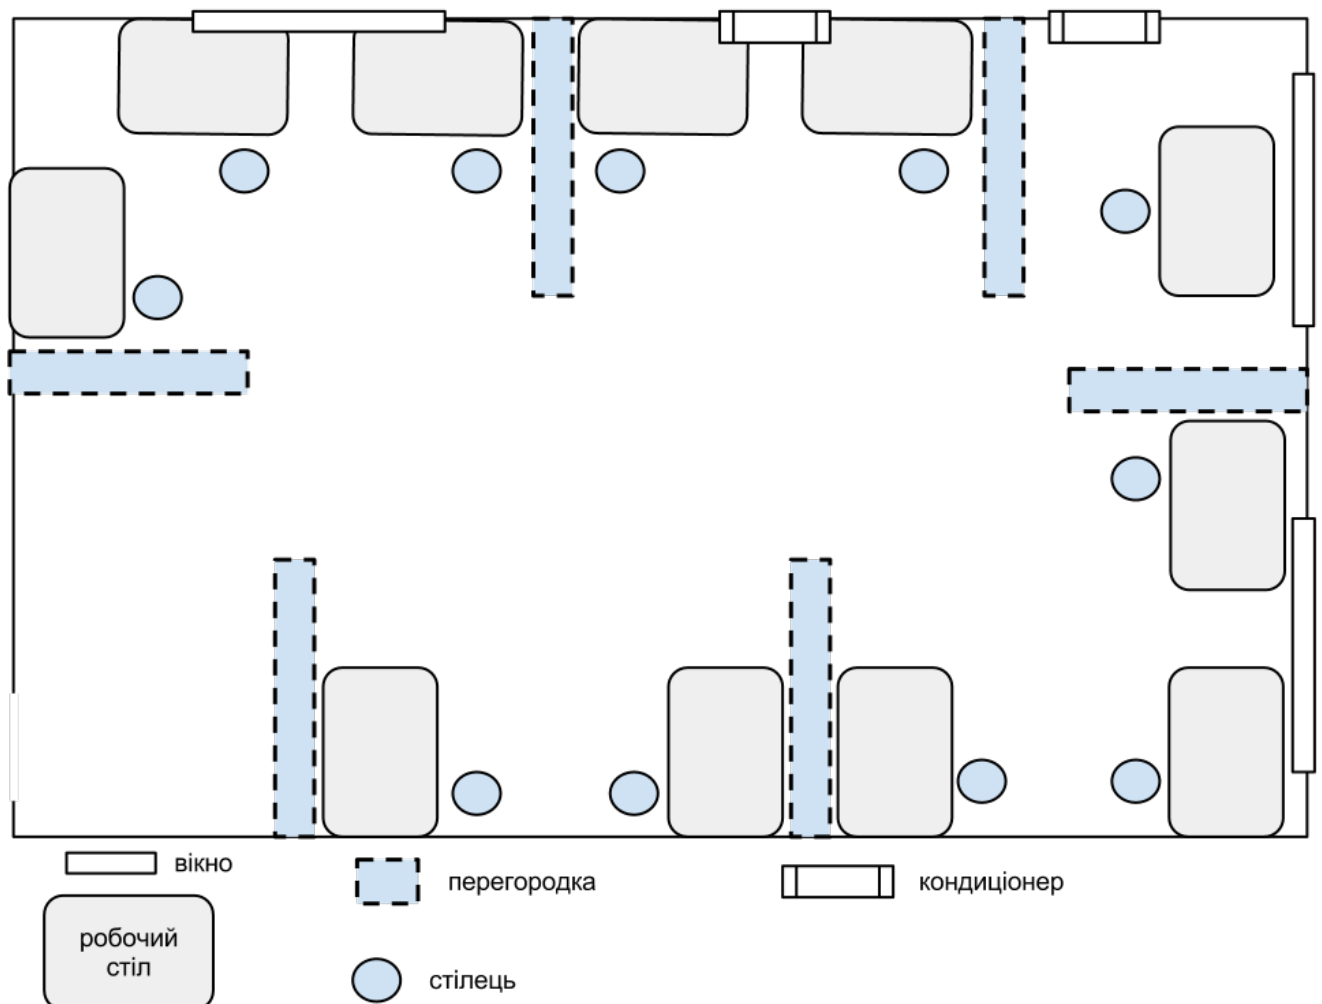 вікно
перегородка
кондиціонер
робочий
стіл
стілець